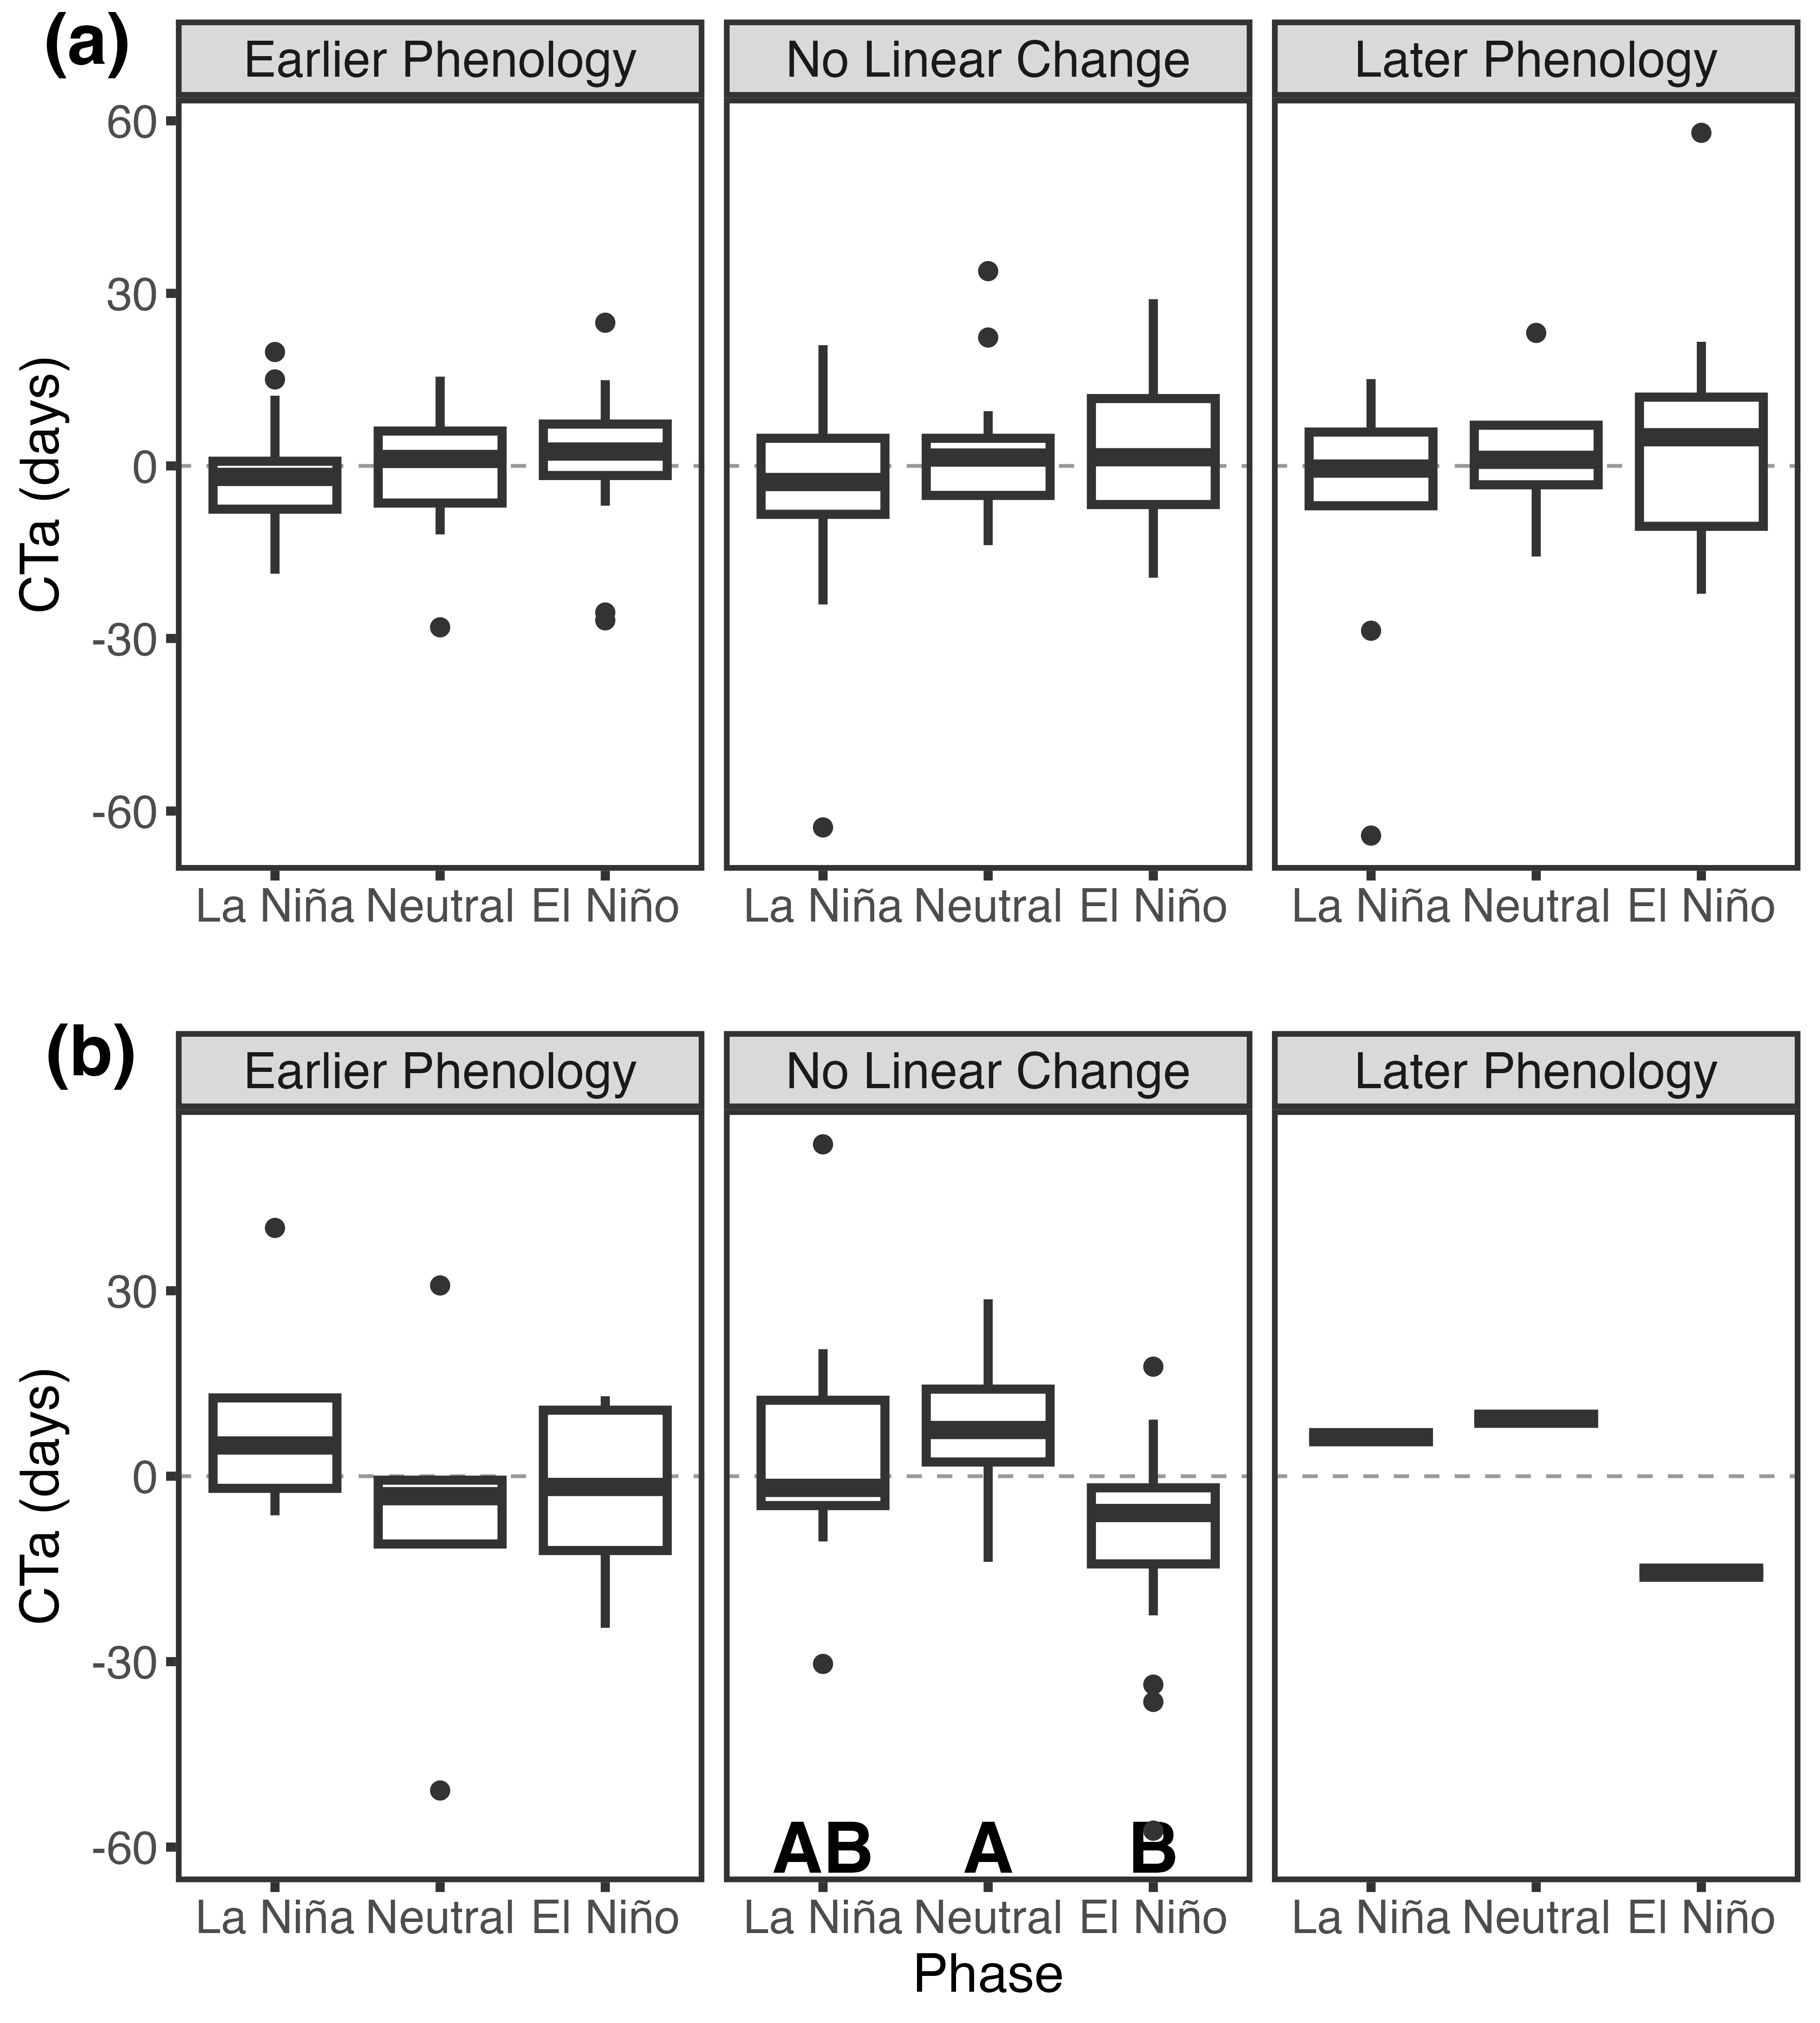 (a)
Earlier Phenology No Linear Change Later Phenology
60
30
0
-30
-60
CTa (days)
La Niña Neutral El Niño La Niña Neutral El Niño La Niña Neutral El Niño
(b)
Earlier Phenology No Linear Change Later Phenology
30
0
-30
-60
CTa (days)
AB A B
La Niña Neutral El Niño La Niña Neutral El Niño La Niña Neutral El Niño
Phase